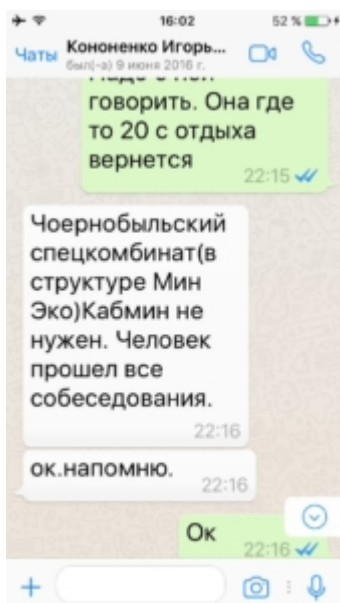 16:02
52 %
Чаты
Кононенко Игорь...
был(-а) 9 июня 2016 г.
говорить. Она где
то 20 с отдыха
вернется
22:15
Чоернобыльский
спецкомбинат(в
структуре Мин
Эко)Кабмин не
нужен. Человек
прошел все
собеседования.
22:16
ок.напомню.
22:16
Ок
22:16